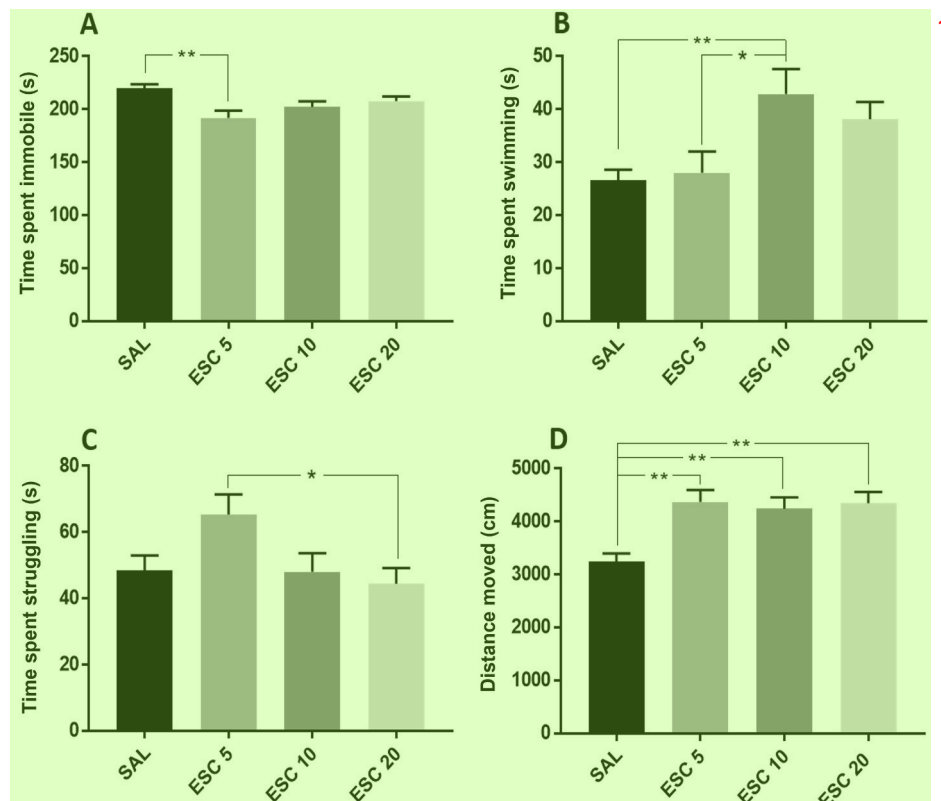 A
Time spent immobile (s)
250
200
150
100
50
0
**
SAL
ESC 5
ESC 10
ESC 20
B
Time spent swimming (s)
50
40
30
20
10
0
**
*
SAL
ESC 5
ESC 10
ESC 20
C
Time spent struggling (s)
80
60
40
20
0
*
SAL
ESC 5
ESC 10
ESC 20
D
Distance moved (cm)
5000
4000
3000
2000
1000
0
**
**
**
SAL
ESC 5
ESC 10
ESC 20